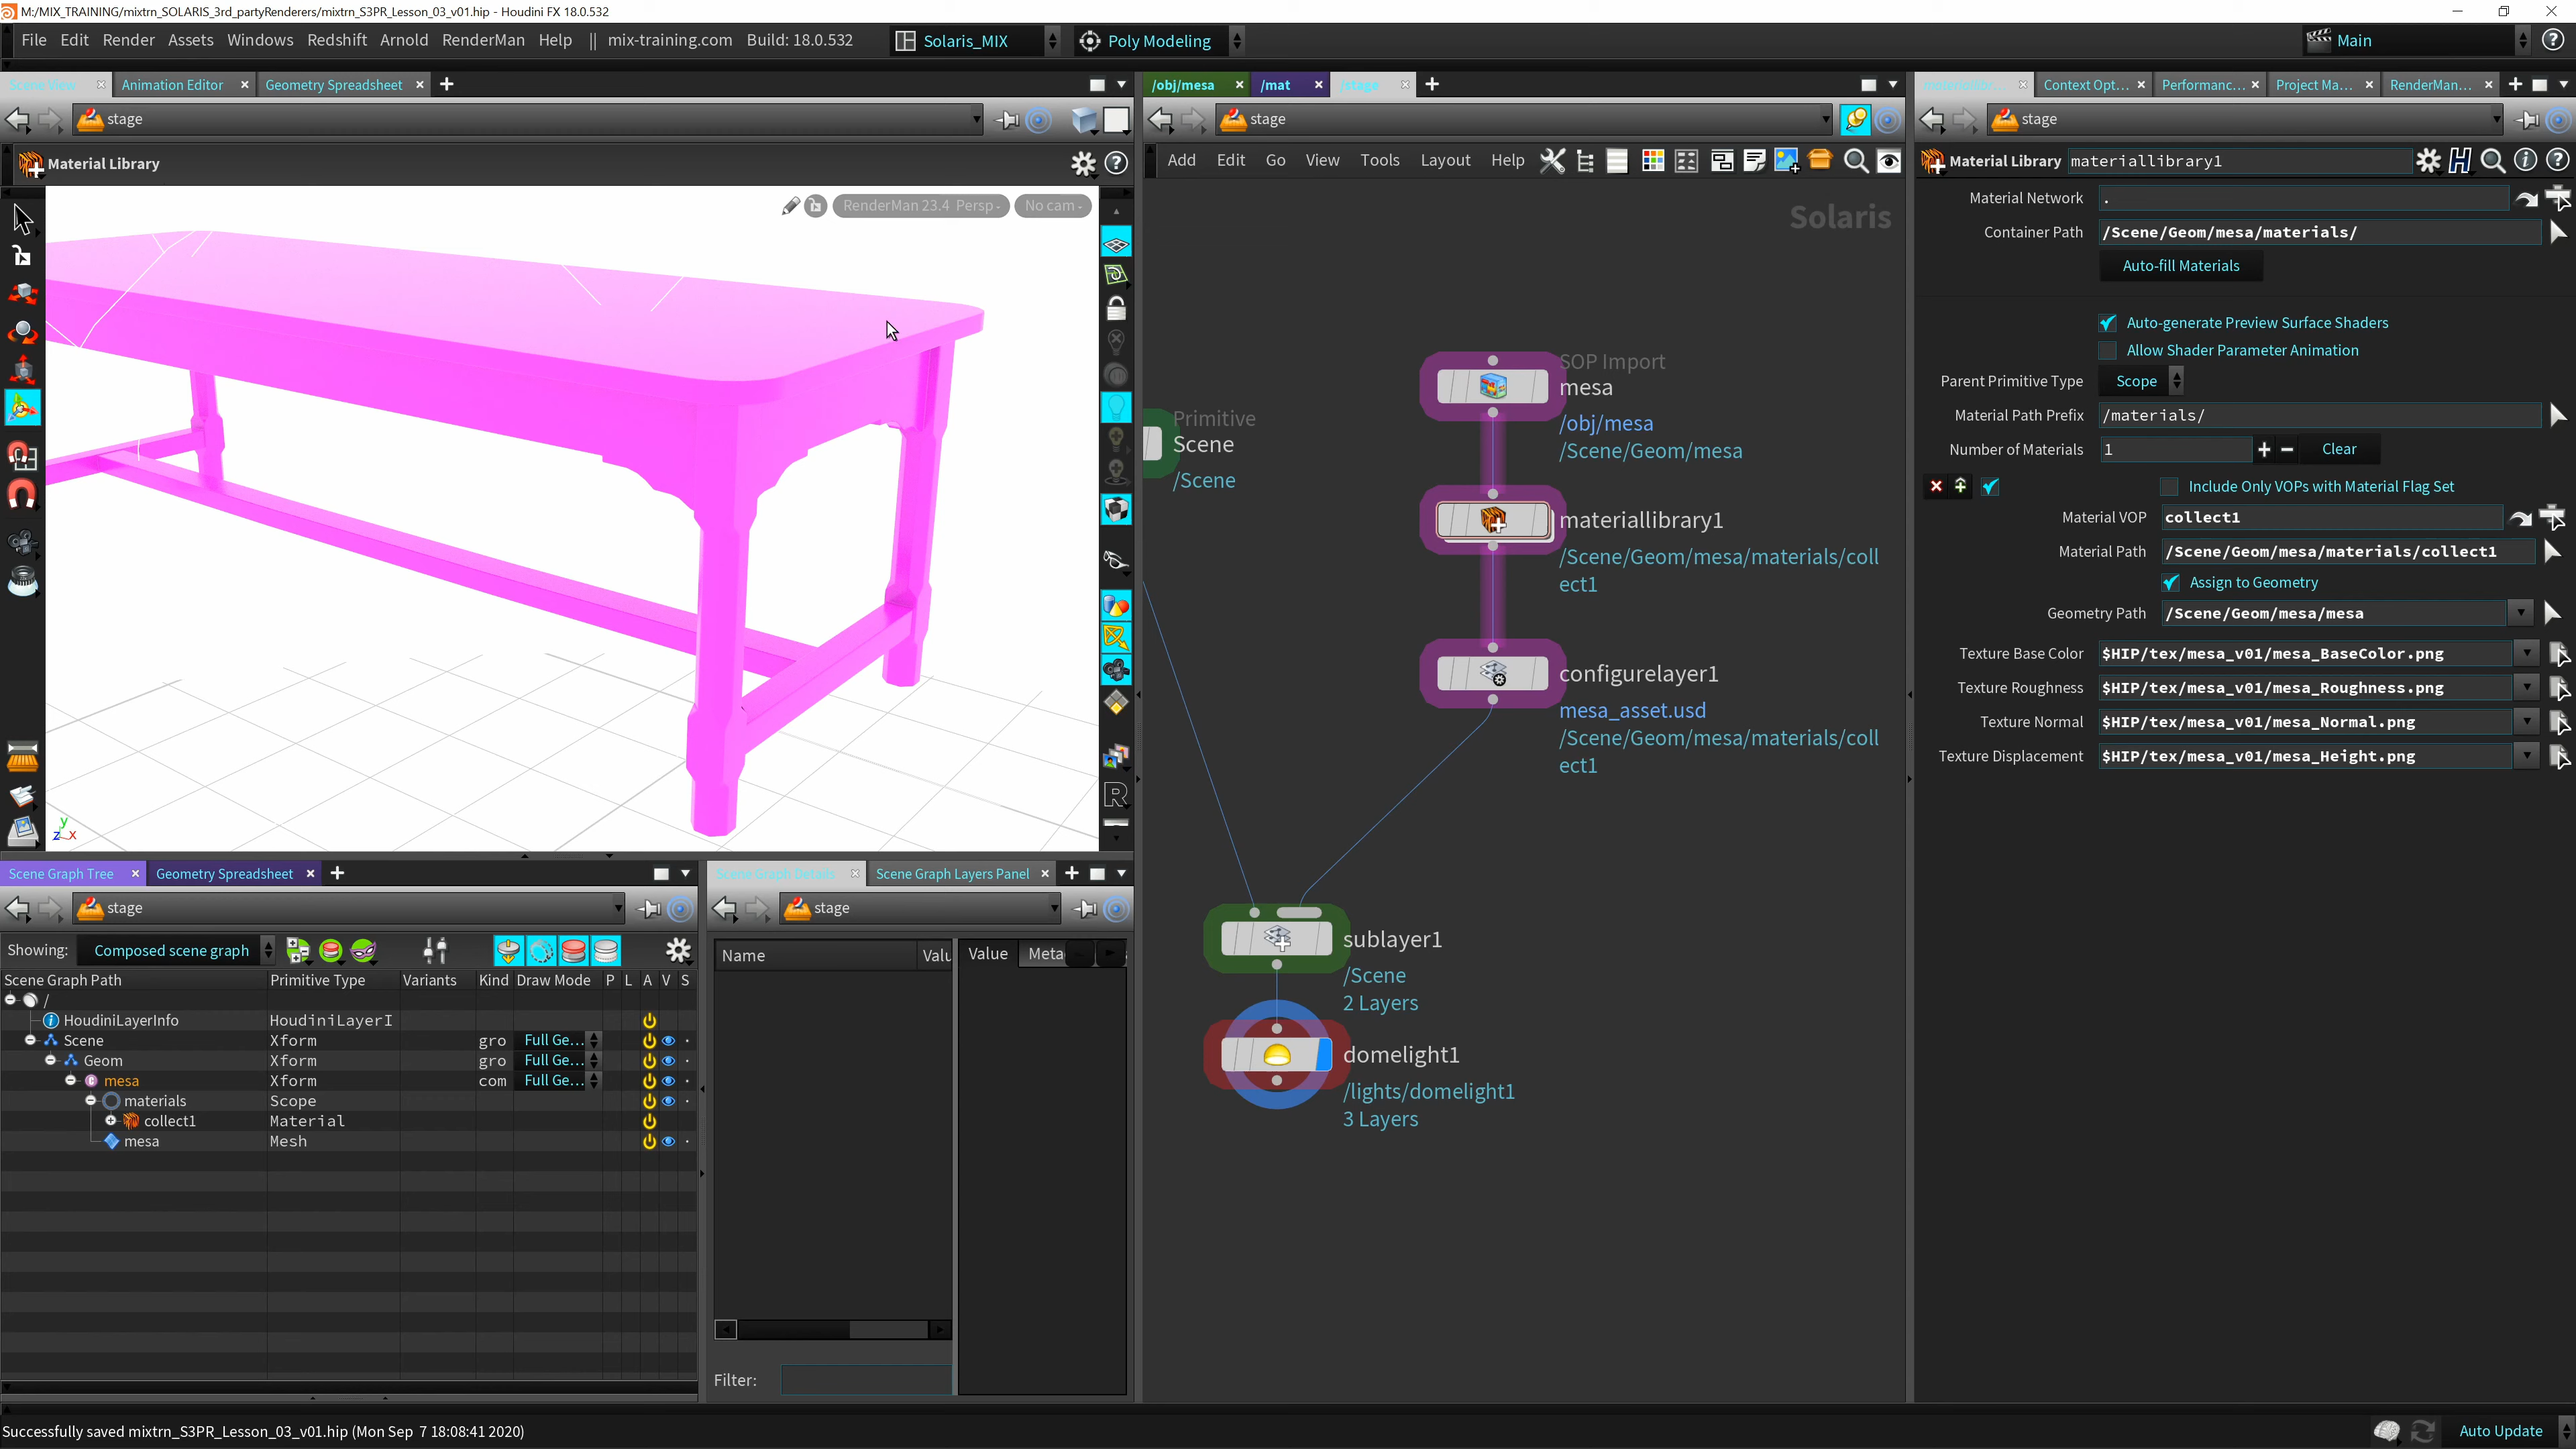 M:/MIX_TRAINING/mixtrn_SOLARIS_3rd_partyRenderers/mixtrn_S3PR_Lesson_03_v01.hip - Houdini FX 18.0.532
File Edit Render Assets Windows Redshift Arnold RenderMan Help || mix-training.com Build: 18.0.532 Solaris_MIX Poly Modeling Main
Scene View Animation Editor Geometry Spreadsheet
stage
Material Library
RenderMan 23.4 Persp No cam
z x y
/obj/mesa /mat /stage
stage
Add Edit Go View Tools Layout Help
Solaris
Primitive
Scene
/Scene
SOP Import
mesa
/obj/mesa
/Scene/Geom/mesa
materiallibrary1
/Scene/Geom/mesa/materials/coll
ect1
configurelayer1
mesa_asset.usd
/Scene/Geom/mesa/materials/coll
ect1
sublayer1
/Scene
2 Layers
domelight1
/lights/domelight1
3 Layers
Context Opt... Performanc... Project Ma... RenderMan...
stage
Material Library materiallibrary1
Material Network .
Container Path /Scene/Geom/mesa/materials/
Auto-fill Materials
Auto-generate Preview Surface Shaders
Allow Shader Parameter Animation
Parent Primitive Type Scope
Material Path Prefix /materials/
Number of Materials 1 Clear
Include Only VOPs with Material Flag Set
Material VOP collect1
Material Path /Scene/Geom/mesa/materials/collect1
Assign to Geometry
Geometry Path /Scene/Geom/mesa/mesa
Texture Base Color $HIP/tex/mesa_v01/mesa_BaseColor.png
Texture Roughness $HIP/tex/mesa_v01/mesa_Roughness.png
Texture Normal $HIP/tex/mesa_v01/mesa_Normal.png
Texture Displacement $HIP/tex/mesa_v01/mesa_Height.png
Scene Graph Tree Geometry Spreadsheet
stage
Showing: Composed scene graph
Scene Graph Path Primitive Type Variants Kind Draw Mode P L A V S
/
HoudiniLayerInfo HoudiniLayerI
Scene Xform gro Full Ge...
Geom Xform gro Full Ge...
mesa Xform com Full Ge...
materials Scope
collect1 Material
mesa Mesh
Scene Graph Details Scene Graph Layers Panel
stage
Name Valu Value Meta
Filter:
Successfully saved mixtrn_S3PR_Lesson_03_v01.hip (Mon Sep 7 18:08:41 2020)
Auto Update